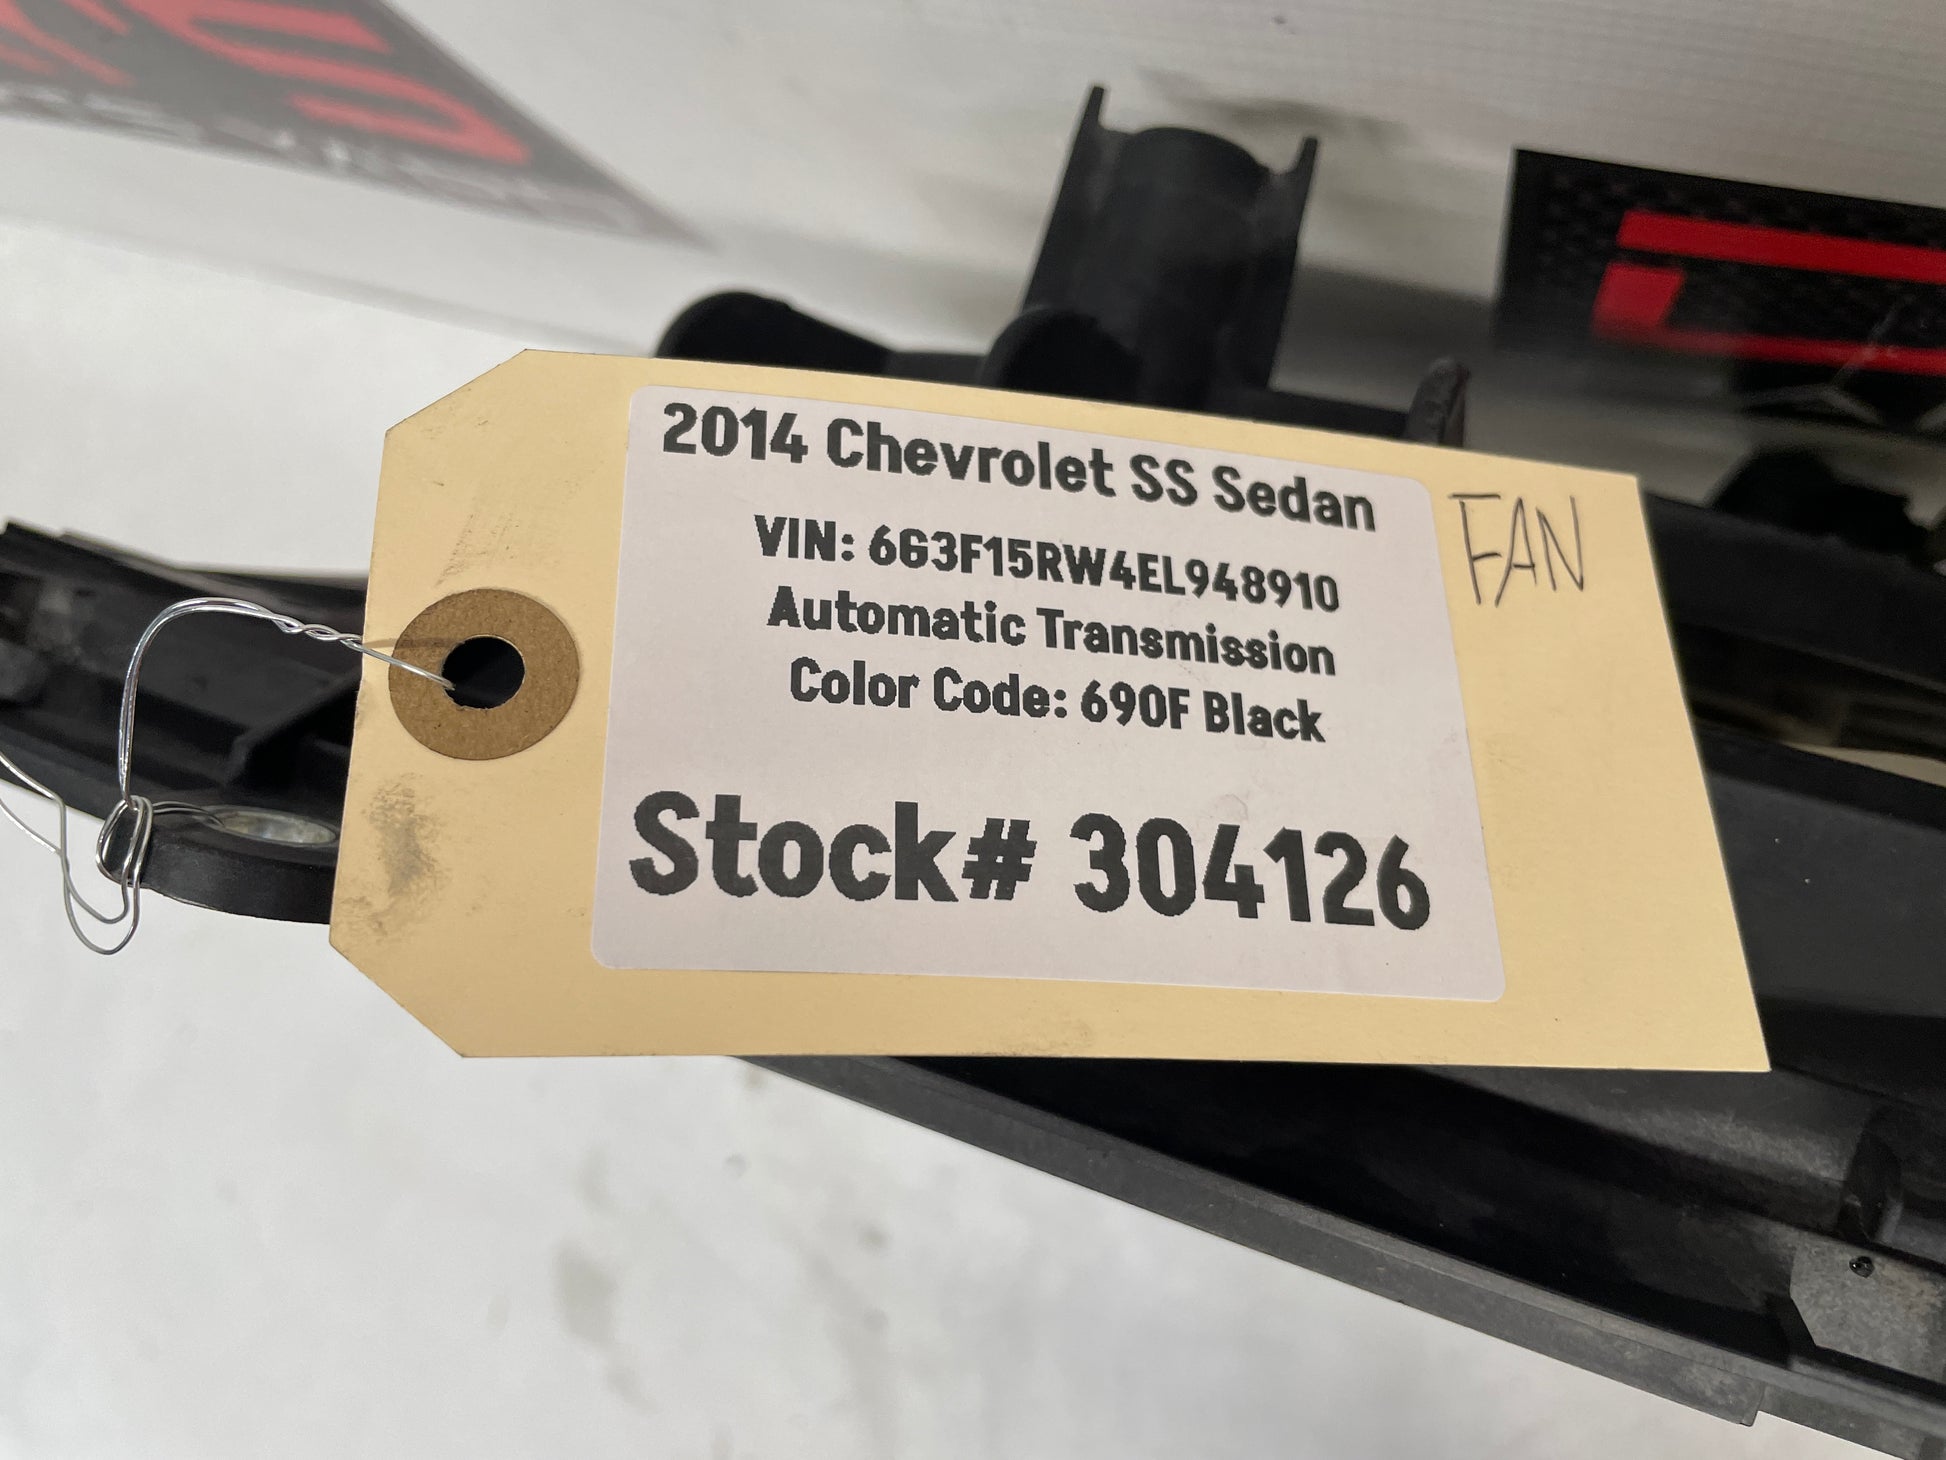 2014 Chevrolet SS Sedan
VIN: 6G3F15RW4EL948910
Automatic Transmission
Color Code: 690F Black
Stock# 304126
FAN